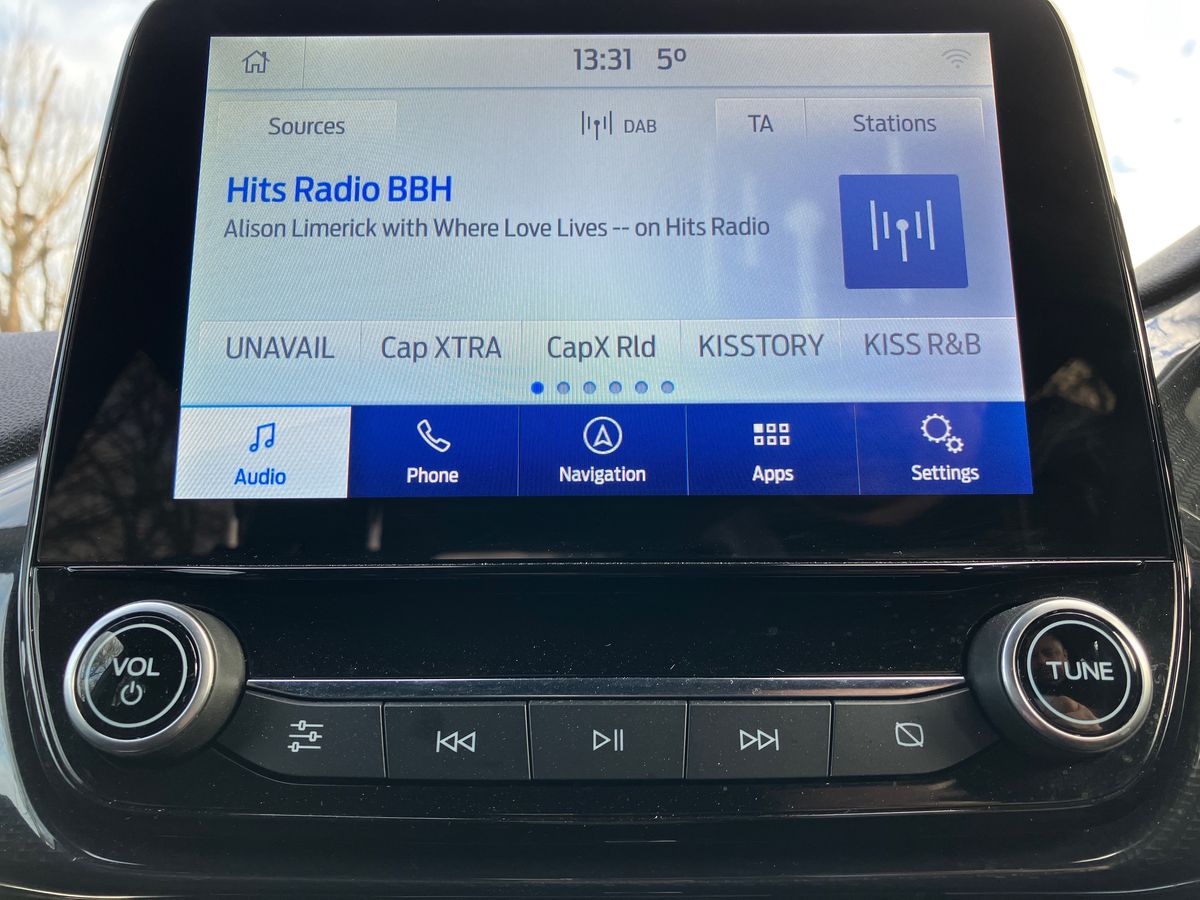 13:31 5º
Sources DAB TA Stations
Hits Radio BBH
Alison Limerick with Where Love Lives -- on Hits Radio
UNAVAIL Cap XTRA CapX Rld KISSTORY KISS R&B
Audio Phone Navigation Apps Settings
VOL TUNE